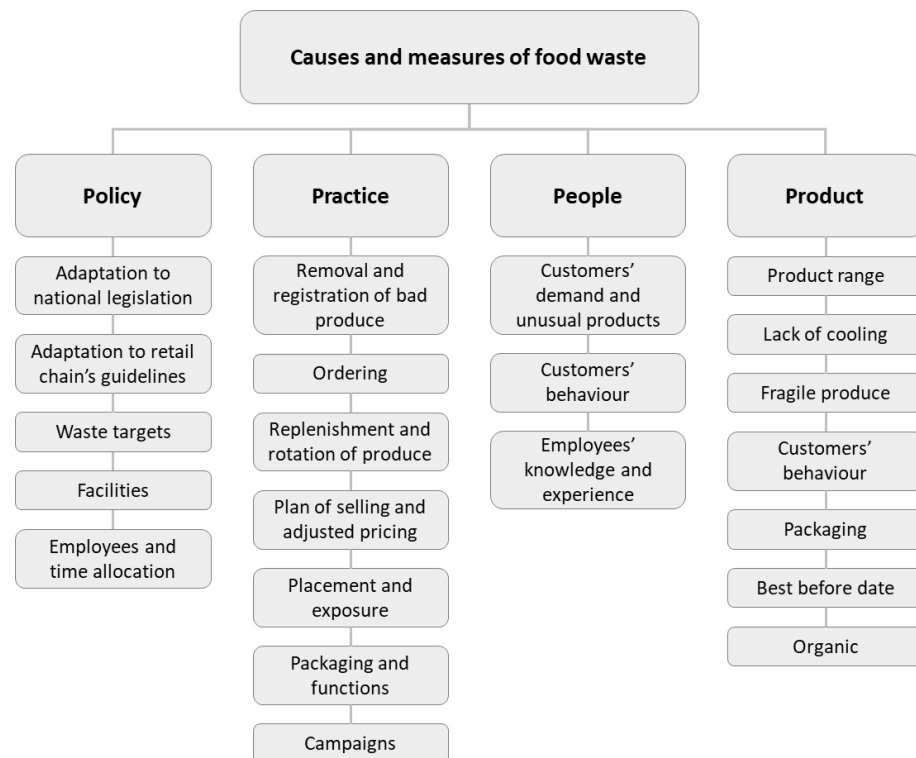 Causes and measures of food waste
Policy
Adaptation to
national legislation
Adaptation to retail
chain’s guidelines
Waste targets
Facilities
Employees and
time allocation
Practice
Removal and
registration of bad
produce
Ordering
Replenishment and
rotation of produce
Plan of selling and
adjusted pricing
Placement and
exposure
Packaging and
functions
Campaigns
People
Customers’
demand and
unusual products
Customers’
behaviour
Employees’
knowledge and
experience
Product
Product range
Lack of cooling
Fragile produce
Customers’
behaviour
Packaging
Best before date
Organic